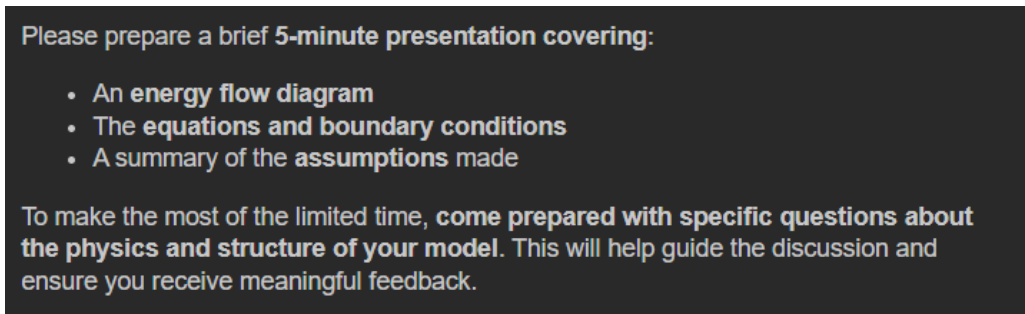 Please prepare a brief 5-minute presentation covering:
• An energy flow diagram
• The equations and boundary conditions
• A summary of the assumptions made
To make the most of the limited time, come prepared with specific questions about
the physics and structure of your model. This will help guide the discussion and
ensure you receive meaningful feedback.